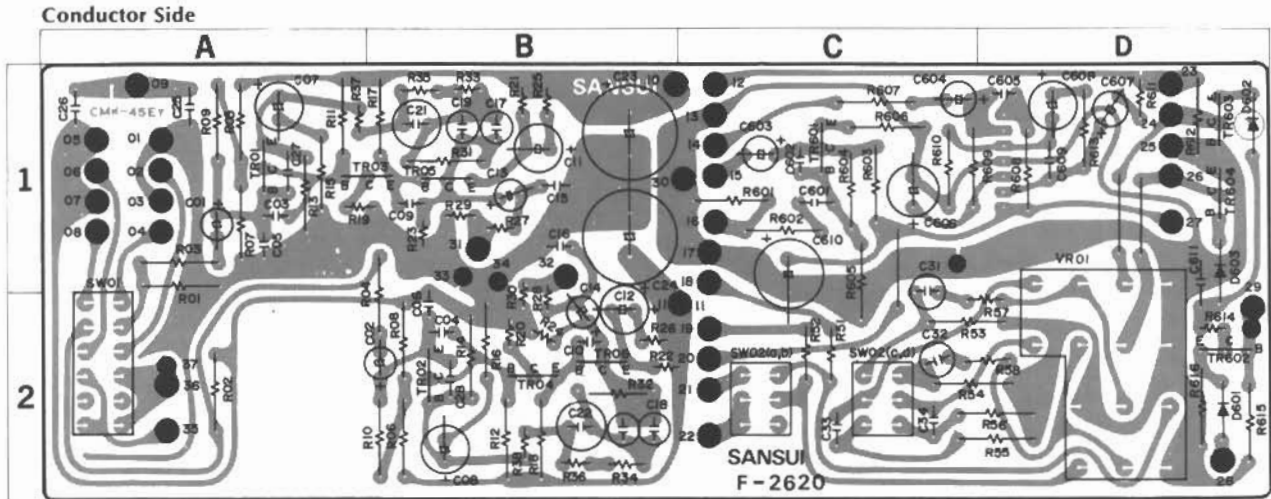 Conductor Side
A B C D
1
2
09 C07 R35 R33 R21 R25 C23 10 12 C604 C605 C608 C607 23
C26 CMK-45EY C25 R09 R37 R17 C21 C19 C17 SANSUI R607 R611 TR603 D602
13 R606 24
05 01 R11 C603 C602 TR601 R610 R613 R612
14 R604 R603 R609 R608 C609 25
TR01 C27 R31 C11
06 02 R15 TR03 TR05 C13 C15 30 15 R601 C601 26 TR604
07 03 C01 C03 R13 R19 C09 R29 R27 16 R602 C606 27
08 04 R07 C05 R23 C16 C610
R03 31 17 R605 C31 VR01 C611 D603
SW01 R01 R04 33 34 32 18
C06 R30 R28 C14 C12 C24 11 11 R57 29
C02 R08 C04 R20 C10 R26 19 R52 R51 C32 R53 R614
R14 R16 TR06 R22 20 SW02(a,b) SW02(c,d) R58 TR602
37 36 R02 TR02 C28 TR04 R32 21 R54 R616 D601
35 R10 R06 R12 C22 C18 22 C33 C34 R56 R615
R38 R18 R36 R34 R55
C08 SANSUI 28
F-2620